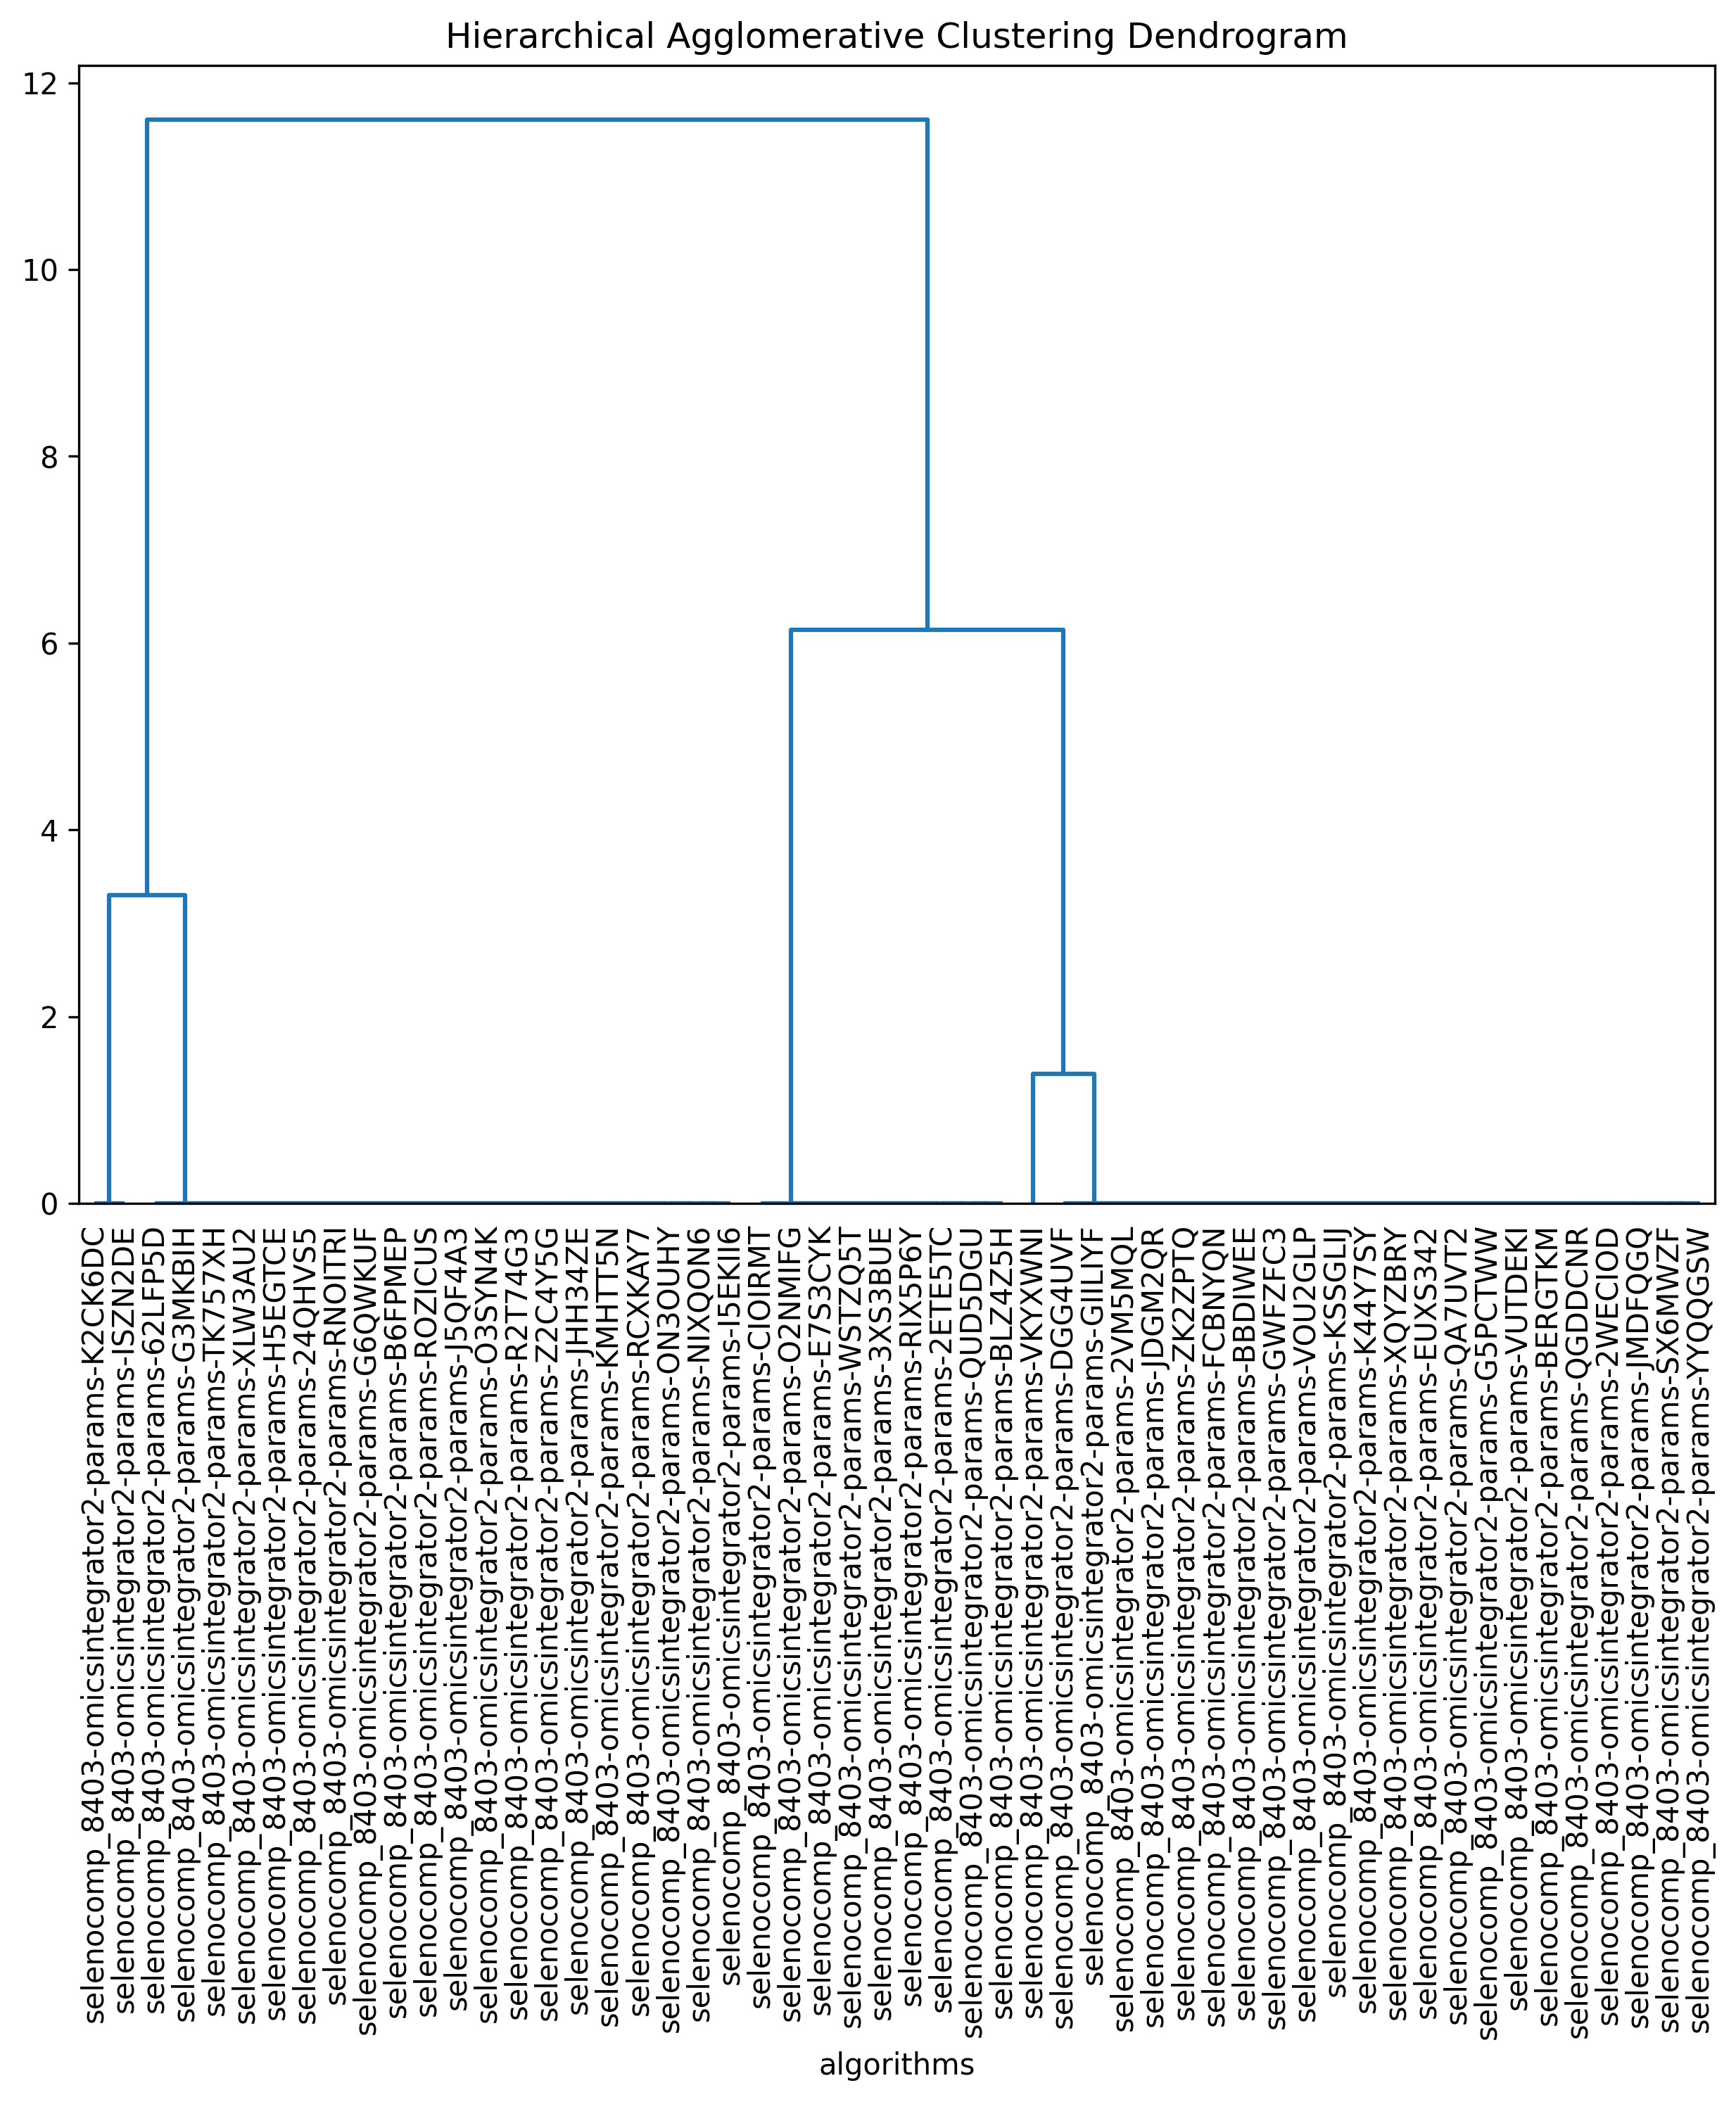 Hierarchical Agglomerative Clustering Dendrogram
12
10
8
6
4
2
0
selenocomp_8403-omicsintegrator2-params-K2CK6DC
selenocomp_8403-omicsintegrator2-params-ISZN2DE
selenocomp_8403-omicsintegrator2-params-62LFP5D
selenocomp_8403-omicsintegrator2-params-G3MKBIH
selenocomp_8403-omicsintegrator2-params-TK757XH
selenocomp_8403-omicsintegrator2-params-XLW3AU2
selenocomp_8403-omicsintegrator2-params-H5EGTCE
selenocomp_8403-omicsintegrator2-params-24QHVS5
selenocomp_8403-omicsintegrator2-params-RNOITRI
selenocomp_8403-omicsintegrator2-params-G6QWKUF
selenocomp_8403-omicsintegrator2-params-B6FPMEP
selenocomp_8403-omicsintegrator2-params-ROZICUS
selenocomp_8403-omicsintegrator2-params-J5QF4A3
selenocomp_8403-omicsintegrator2-params-O3SYN4K
selenocomp_8403-omicsintegrator2-params-R2T74G3
selenocomp_8403-omicsintegrator2-params-Z2C4Y5G
selenocomp_8403-omicsintegrator2-params-JHH34ZE
selenocomp_8403-omicsintegrator2-params-KMHTT5N
selenocomp_8403-omicsintegrator2-params-RCXKAY7
selenocomp_8403-omicsintegrator2-params-ON3OUHY
selenocomp_8403-omicsintegrator2-params-NIXQON6
selenocomp_8403-omicsintegrator2-params-I5EKII6
selenocomp_8403-omicsintegrator2-params-CIOIRMT
selenocomp_8403-omicsintegrator2-params-O2NMIFG
selenocomp_8403-omicsintegrator2-params-E7S3CYK
selenocomp_8403-omicsintegrator2-params-WSTZQ5T
selenocomp_8403-omicsintegrator2-params-3XS3BUE
selenocomp_8403-omicsintegrator2-params-RIX5P6Y
selenocomp_8403-omicsintegrator2-params-2ETE5TC
selenocomp_8403-omicsintegrator2-params-QUD5DGU
selenocomp_8403-omicsintegrator2-params-BLZ4Z5H
selenocomp_8403-omicsintegrator2-params-VKYXWNI
selenocomp_8403-omicsintegrator2-params-DGG4UVF
selenocomp_8403-omicsintegrator2-params-GIILIYF
selenocomp_8403-omicsintegrator2-params-2VM5MQL
selenocomp_8403-omicsintegrator2-params-JDGM2QR
selenocomp_8403-omicsintegrator2-params-ZK2ZPTQ
selenocomp_8403-omicsintegrator2-params-FCBNYQN
selenocomp_8403-omicsintegrator2-params-BBDIWEE
selenocomp_8403-omicsintegrator2-params-GWFZFC3
selenocomp_8403-omicsintegrator2-params-VOU2GLP
selenocomp_8403-omicsintegrator2-params-KSSGLIJ
selenocomp_8403-omicsintegrator2-params-K44Y7SY
selenocomp_8403-omicsintegrator2-params-XQYZBRY
selenocomp_8403-omicsintegrator2-params-EUXS342
selenocomp_8403-omicsintegrator2-params-QA7UVT2
selenocomp_8403-omicsintegrator2-params-G5PCTWW
selenocomp_8403-omicsintegrator2-params-VUTDEKI
selenocomp_8403-omicsintegrator2-params-BERGTKM
selenocomp_8403-omicsintegrator2-params-QGDDCNR
selenocomp_8403-omicsintegrator2-params-2WECIOD
selenocomp_8403-omicsintegrator2-params-JMDFQGQ
selenocomp_8403-omicsintegrator2-params-SX6MWZF
selenocomp_8403-omicsintegrator2-params-YYQQGSW
algorithms